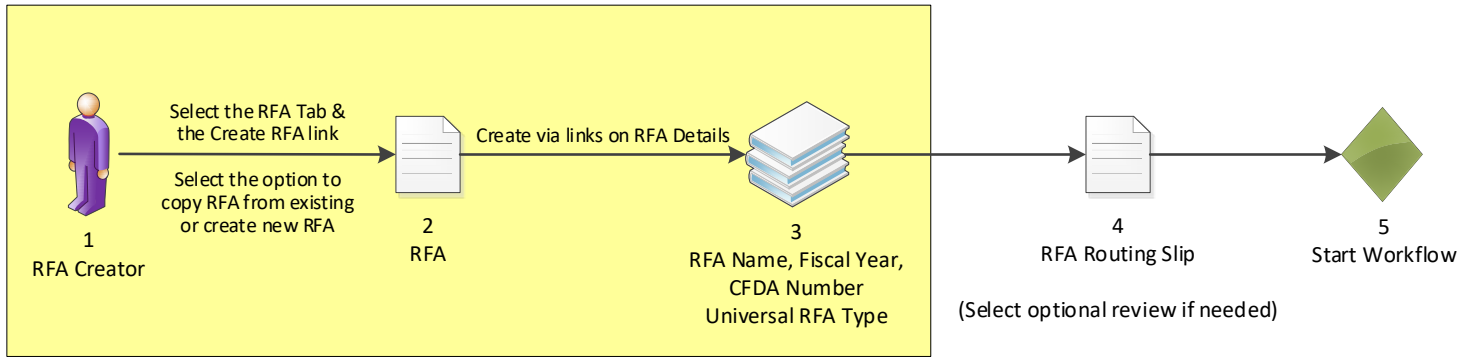 Select the RFA Tab &
the Create RFA link
Select the option to
copy RFA from existing
or create new RFA
1
RFA Creator
2
RFA
Create via links on RFA Details
3
RFA Name, Fiscal Year,
CFDA Number
Universal RFA Type
4
RFA Routing Slip
(Select optional review if needed)
5
Start Workflow